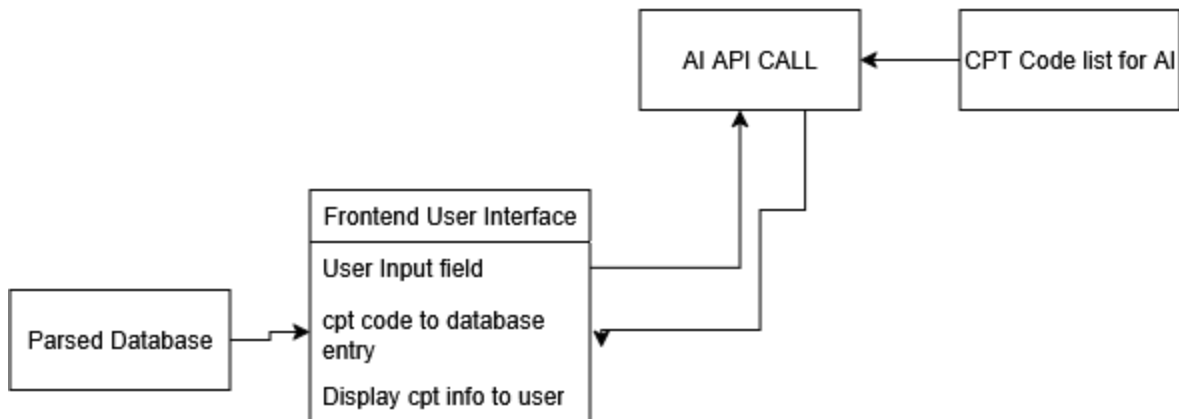 AI API CALL
CPT Code list for AI
Frontend User Interface
User Input field
cpt code to database
entry
Display cpt info to user
Parsed Database